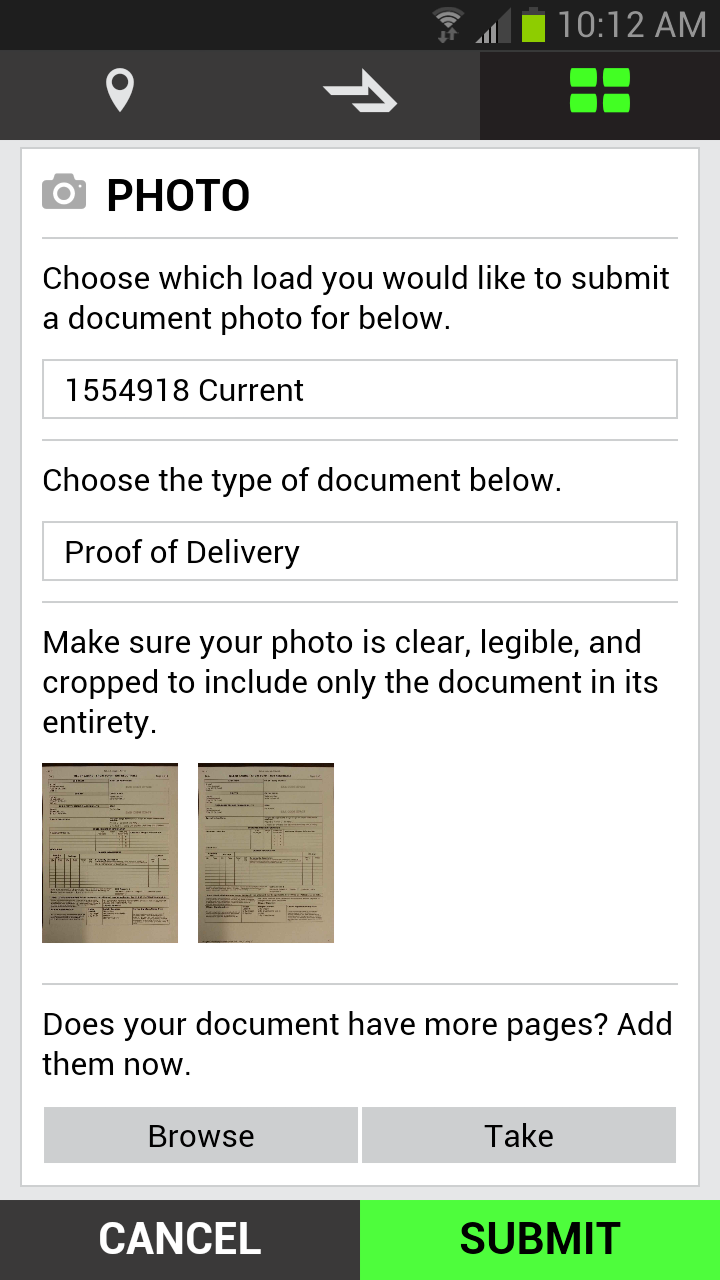 10:12 AM
PHOTO
Choose which load you would like to submit
a document photo for below.
1554918 Current
Choose the type of document below.
Proof of Delivery
Make sure your photo is clear, legible, and
cropped to include only the document in its
entirety.
Does your document have more pages? Add
them now.
Browse
Take
CANCEL
SUBMIT